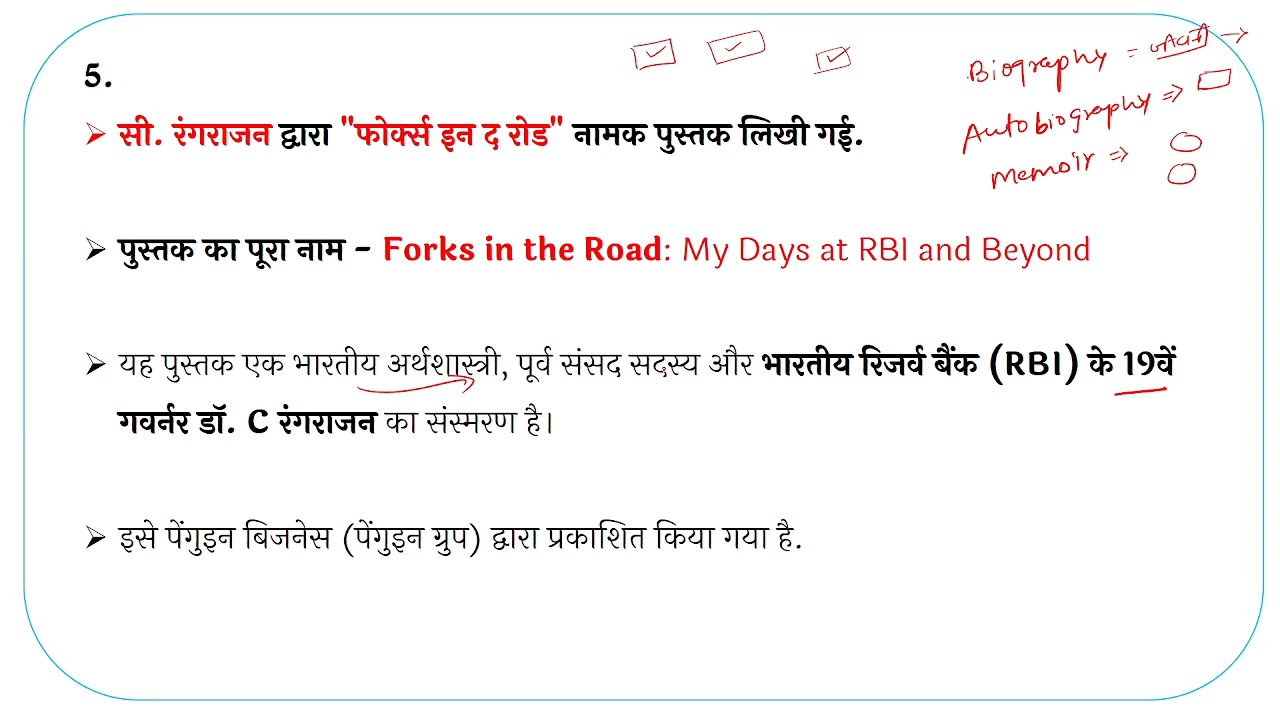 5.
➢ सी. रंगराजन द्वारा "फोर्क्स इन द रोड" नामक पुस्तक लिखी गई.
➢ पुस्तक का पूरा नाम – Forks in the Road: My Days at RBI and Beyond
➢ यह पुस्तक एक भारतीय अर्थशास्त्री, पूर्व संसद सदस्य और भारतीय रिजर्व बैंक (RBI) के 19वें
गवर्नर डॉ. C रंगराजन का संस्मरण है।
➢ इसे पेंगुइन बिजनेस (पेंगुइन ग्रुप) द्वारा प्रकाशित किया गया है.
Biography = जीवनी →
Autobiography ⇒
Memoir ⇒